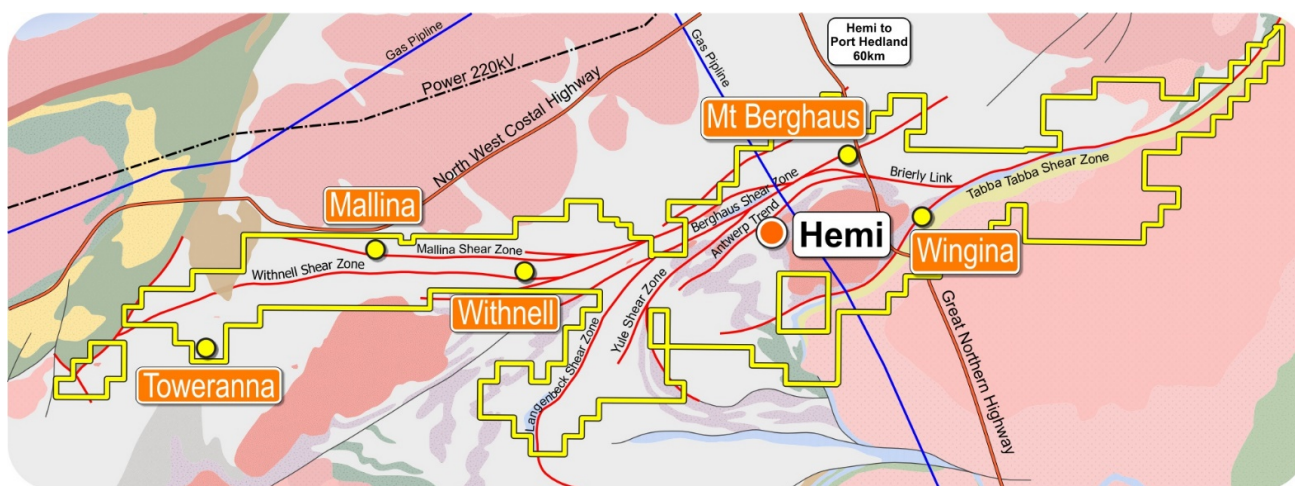 Hemi to
Port Hedland
60km
Gas Pipline
Gas Pipline
Power 220kV
North West Costal Highway
Mt Berghaus
Brierly Link
Tabba Tabba Shear Zone
Mallina
Berghaus Shear Zone
Antwerp Trend
Hemi
Wingina
Mallina Shear Zone
Withnell Shear Zone
Withnell
Yule Shear Zone
Great Northern Highway
Toweranna
Langenbeck Shear Zone